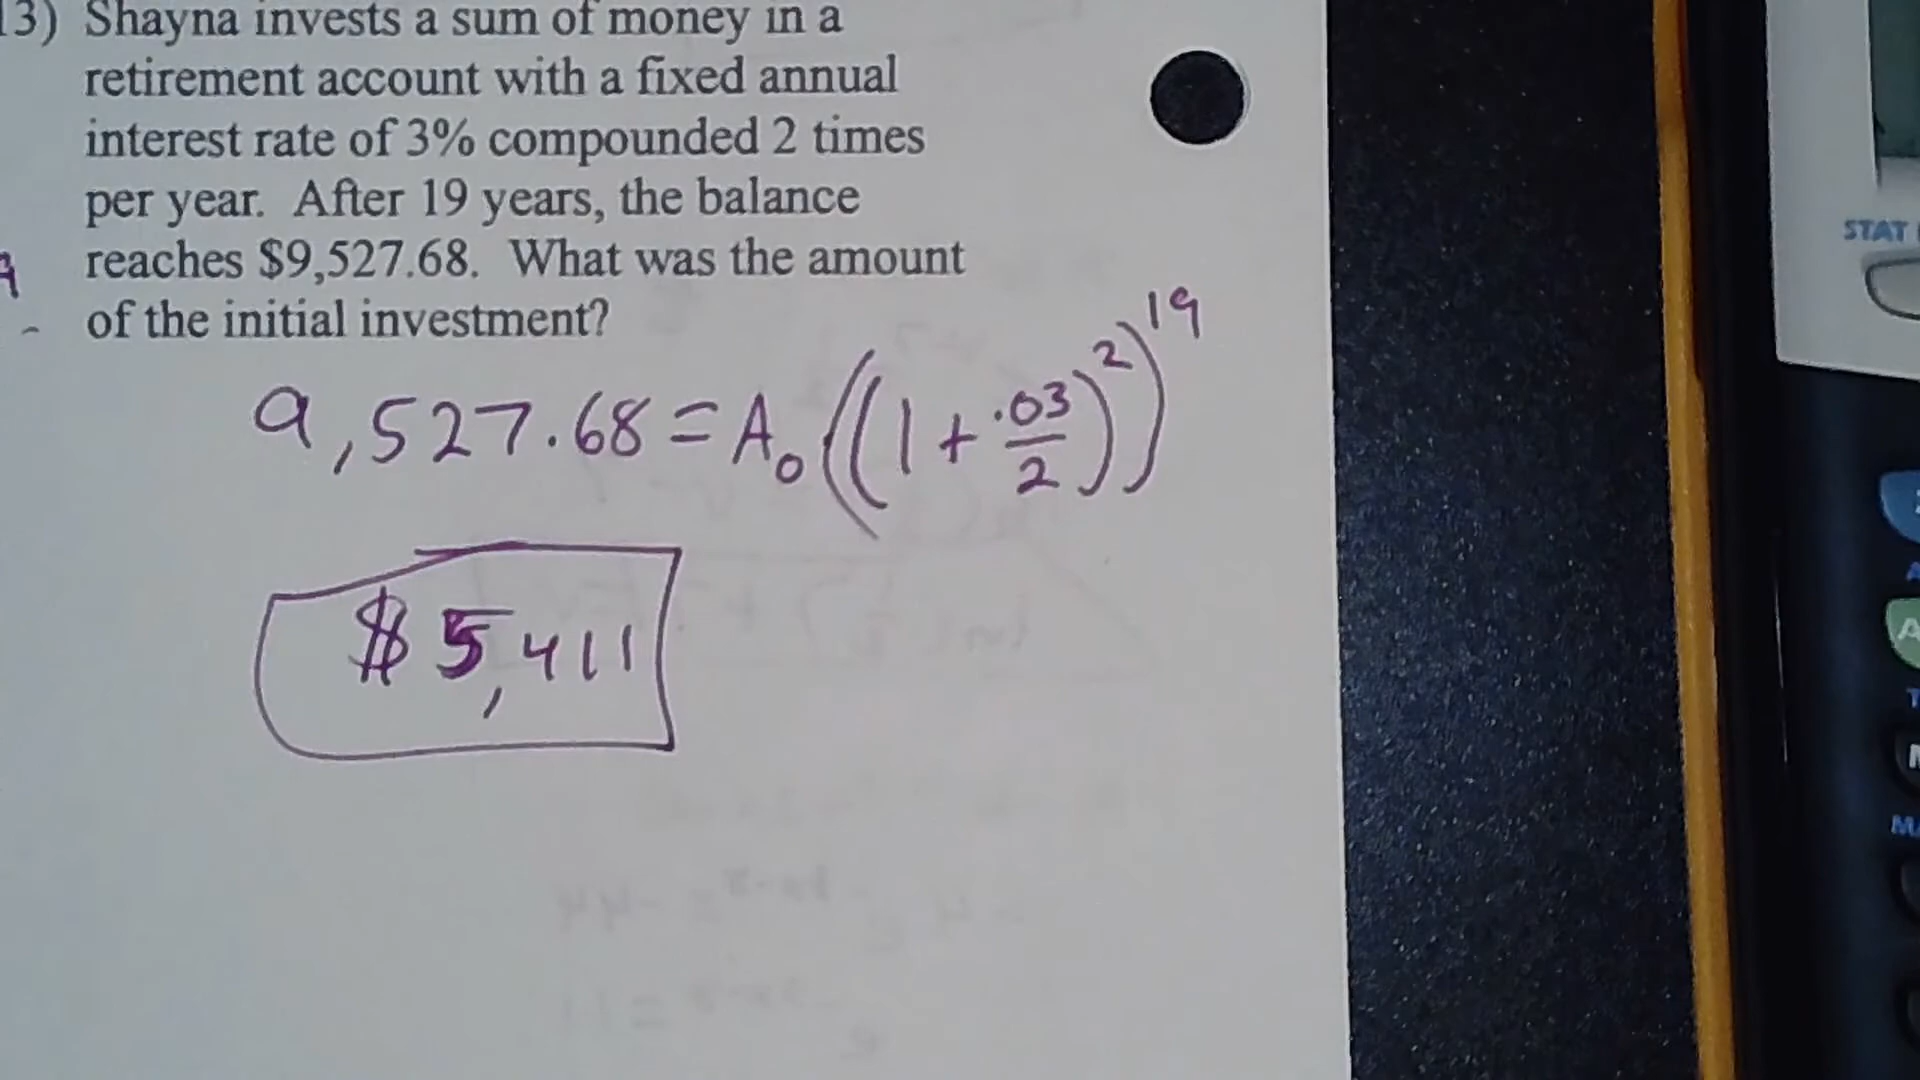 13) Shayna invests a sum of money in a
retirement account with a fixed annual
interest rate of 3% compounded 2 times
per year. After 19 years, the balance
reaches $9,527.68. What was the amount
of the initial investment?
9,527.68 = A₀((1 + .03/2)²)¹⁹
$5,411
STAT